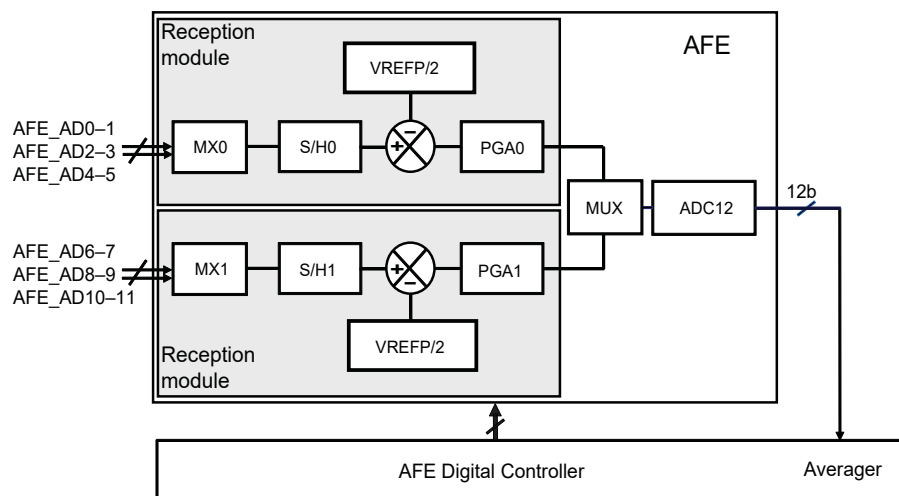 Reception
module
AFE
VREFP/2
AFE_AD0–1
AFE_AD2–3
AFE_AD4–5
MX0
S/H0
+
−
PGA0
MUX
ADC12
12b
AFE_AD6–7
AFE_AD8–9
AFE_AD10–11
MX1
S/H1
+
−
PGA1
VREFP/2
Reception
module
AFE Digital Controller
Averager